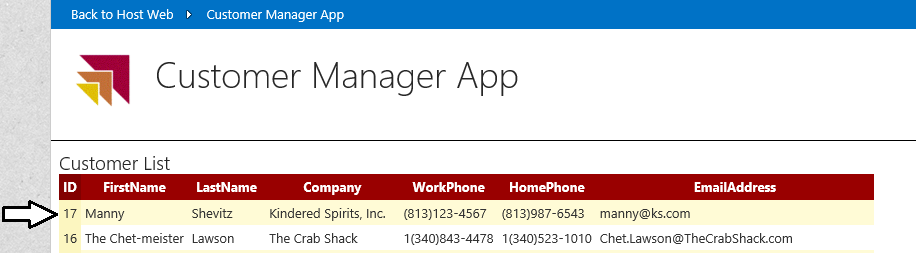 Back to Host Web Customer Manager App
Customer Manager App
Customer List
ID FirstName LastName Company WorkPhone HomePhone EmailAddress
17 Manny Shevitz Kindered Spirits, Inc. (813)123-4567 (813)987-6543 manny@ks.com
16 The Chet-meister Lawson The Crab Shack 1(340)843-4478 1(340)523-1010 Chet.Lawson@TheCrabShack.com